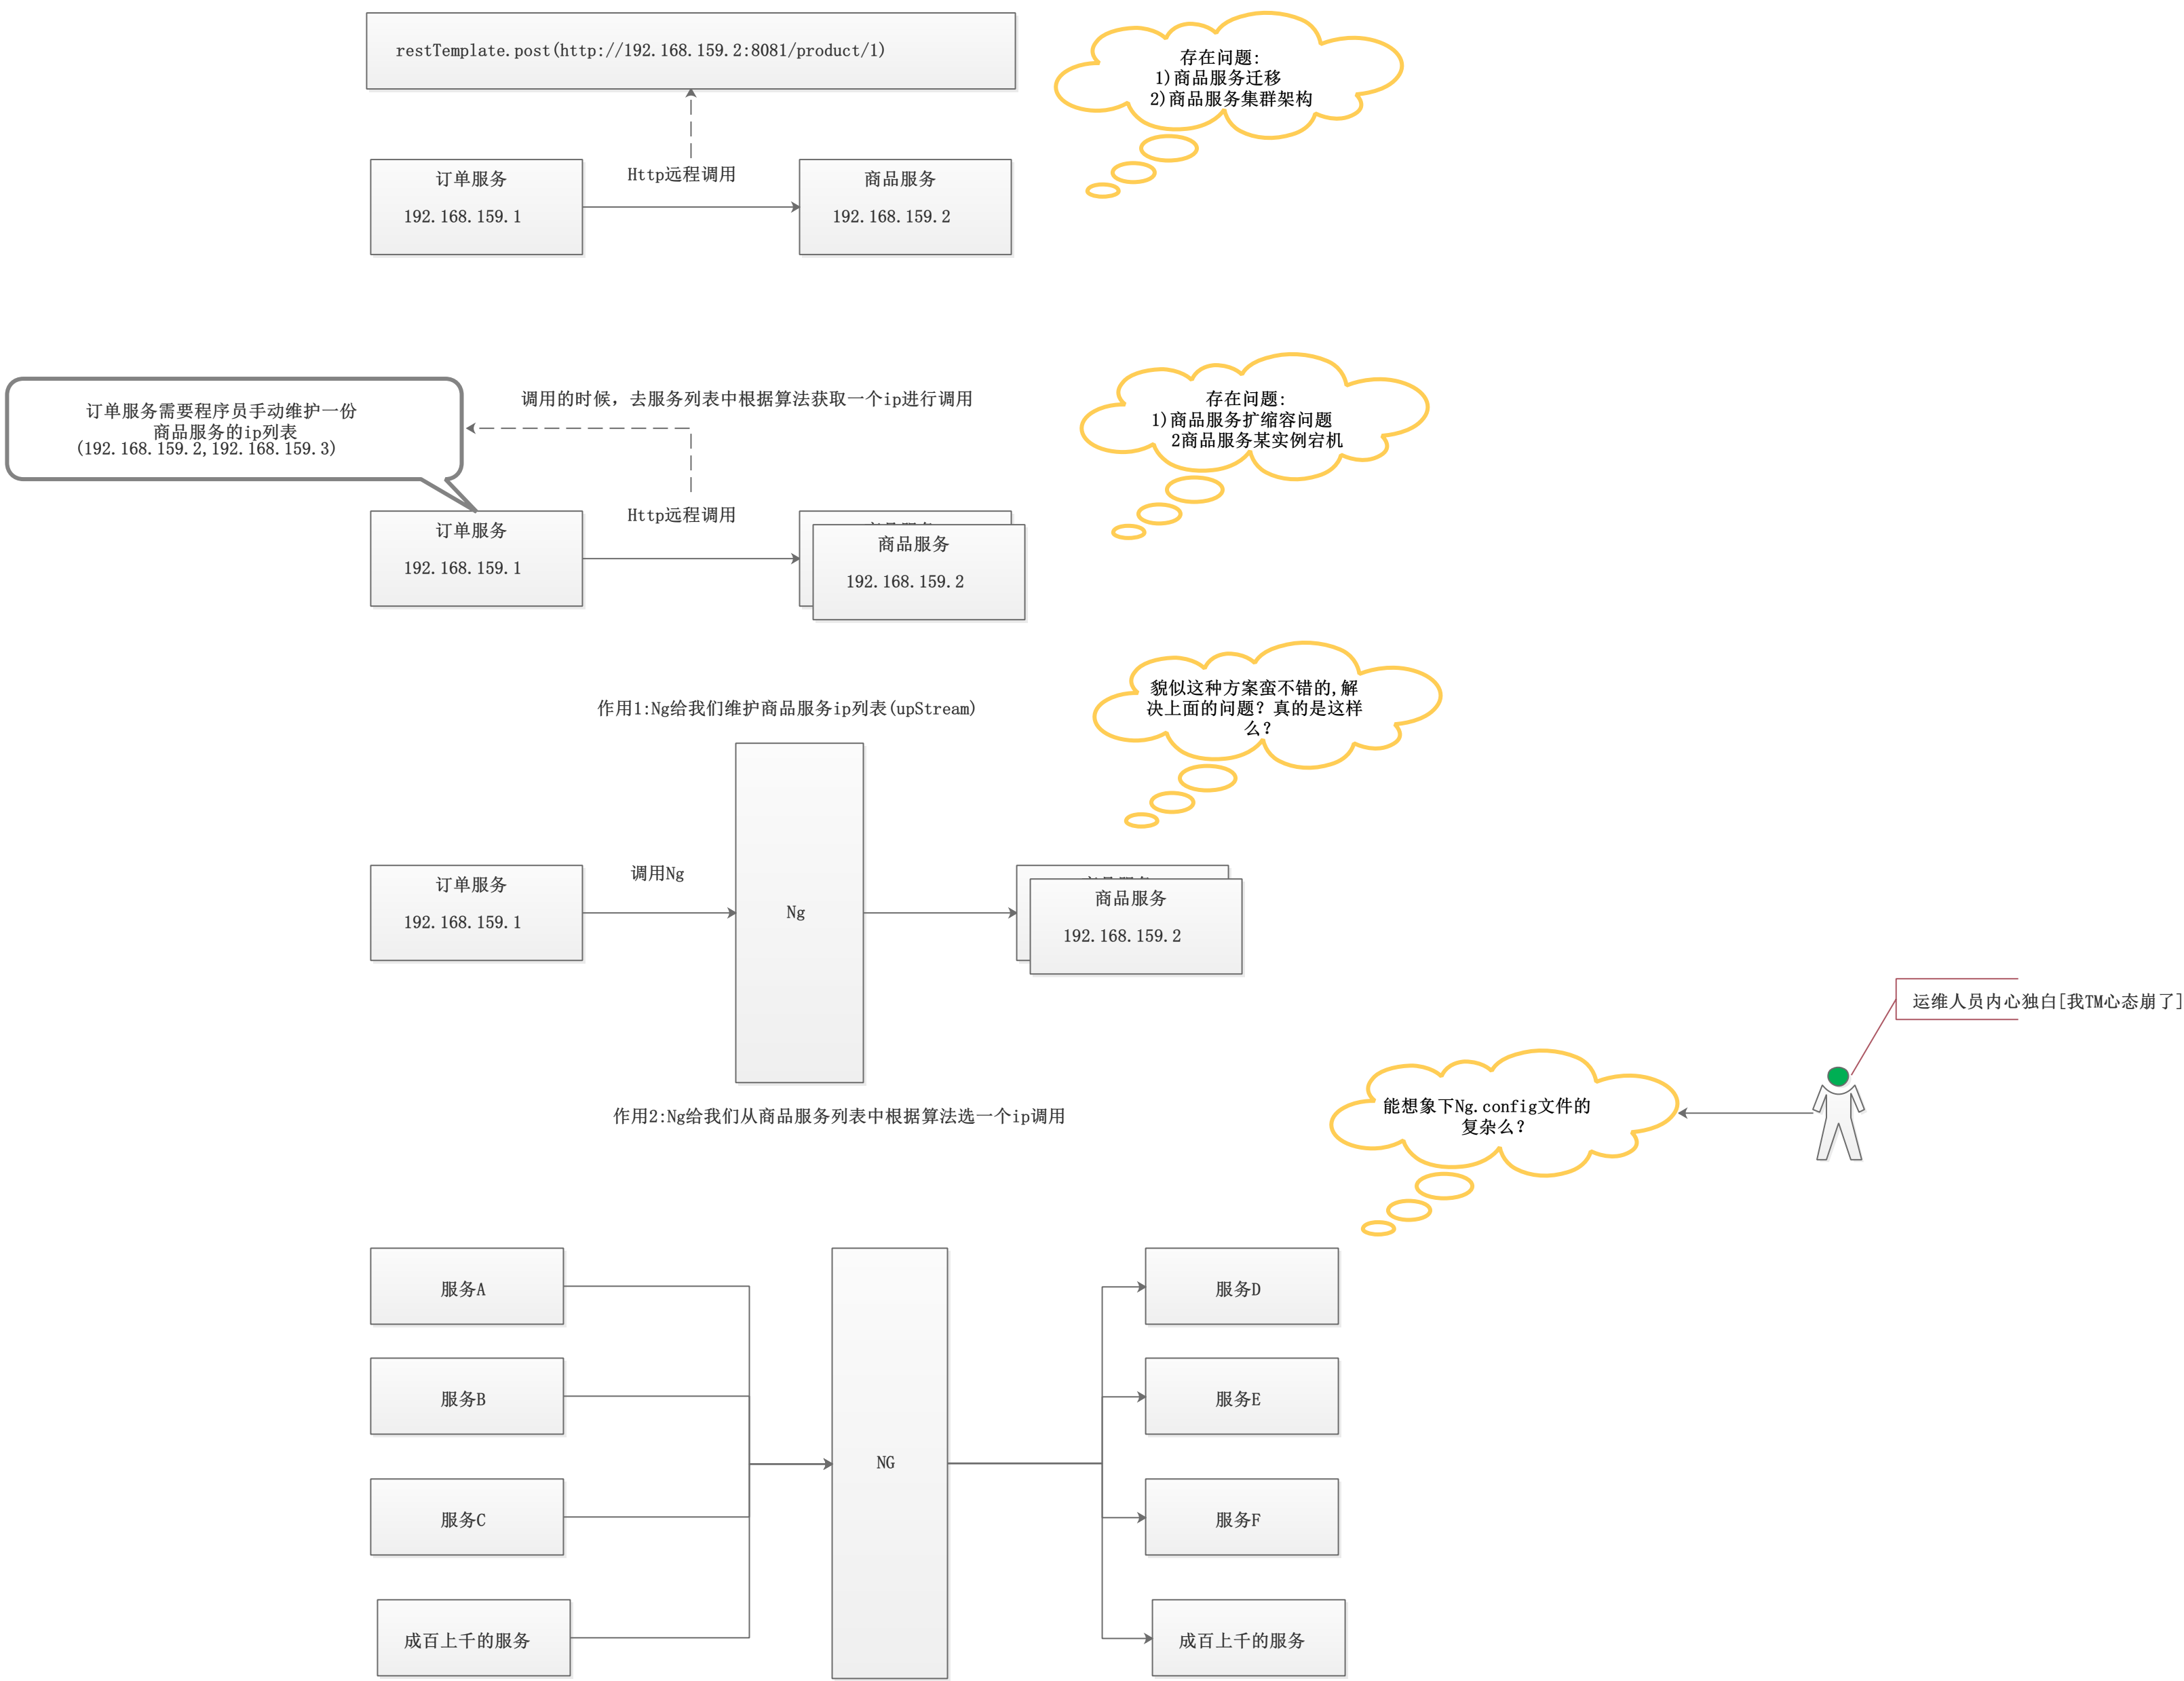 restTemplate.post(http://192.168.159.2:8081/product/1)
存在问题:
1)商品服务迁移
2)商品服务集群架构
订单服务
192.168.159.1
Http远程调用
商品服务
192.168.159.2
订单服务需要程序员手动维护一份
商品服务的ip列表
(192.168.159.2,192.168.159.3)
调用的时候，去服务列表中根据算法获取一个ip进行调用
存在问题:
1)商品服务扩缩容问题
2商品服务某实例宕机
订单服务
192.168.159.1
Http远程调用
商品服务
192.168.159.2
貌似这种方案蛮不错的,解
决上面的问题？真的是这样
么？
作用1:Ng给我们维护商品服务ip列表(upStream)
订单服务
192.168.159.1
调用Ng
Ng
商品服务
192.168.159.2
作用2:Ng给我们从商品服务列表中根据算法选一个ip调用
运维人员内心独白[我TM心态崩了]
能想象下Ng.config文件的
复杂么？
服务A
服务B
服务C
成百上千的服务
NG
服务D
服务E
服务F
成百上千的服务